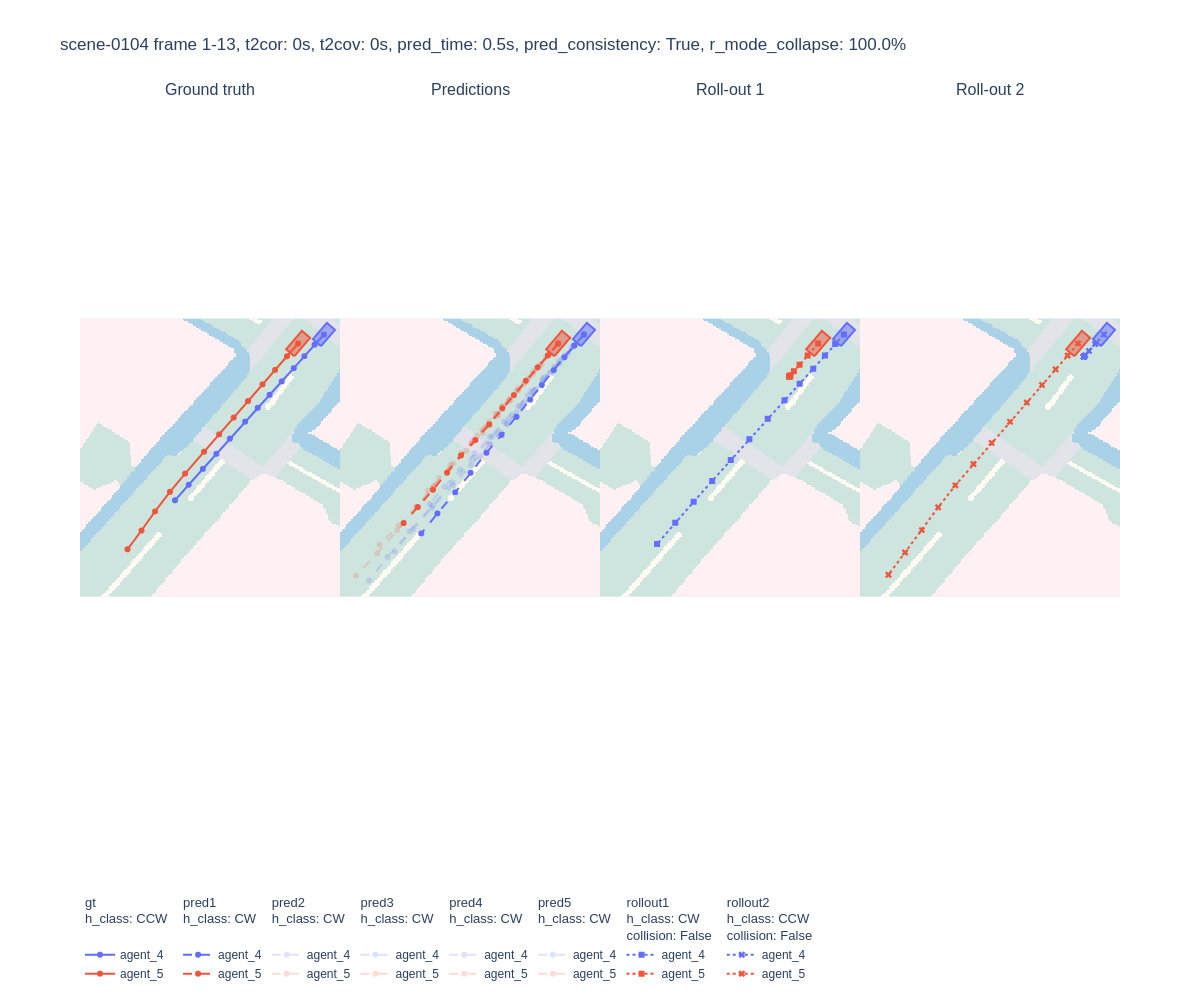 scene-0104 frame 1-13, t2cor: 0s, t2cov: 0s, pred_time: 0.5s, pred_consistency: True, r_mode_collapse: 100.0%
Ground truth Predictions Roll-out 1 Roll-out 2
gt pred1 pred2 pred3 pred4 pred5 rollout1 rollout2
h_class: CCW h_class: CW h_class: CW h_class: CW h_class: CW h_class: CW h_class: CW h_class: CCW
collision: False collision: False
agent_4 agent_4 agent_4 agent_4 agent_4 agent_4 agent_4 agent_4
agent_5 agent_5 agent_5 agent_5 agent_5 agent_5 agent_5 agent_5